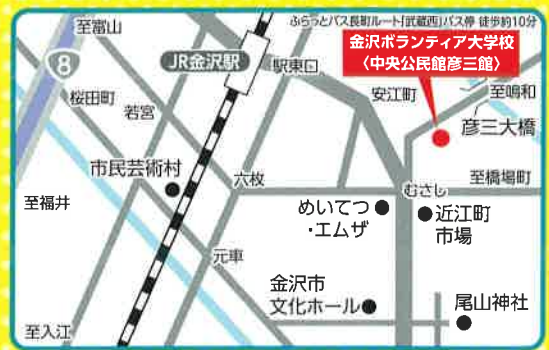 ふらっとバス長町ルート「武蔵西」バス停 徒歩約10分
至富山
金沢ボランティア大学校
〈中央公民館彦三館〉
JR金沢駅
駅東口
8
桜田町
安江町
至鳴和
若宮
彦三大橋
市民芸術村
六枚
至橋場町
むさし
至福井
めいてつ
・エムザ
近江町
市場
元車
金沢市
文化ホール
尾山神社
至入江